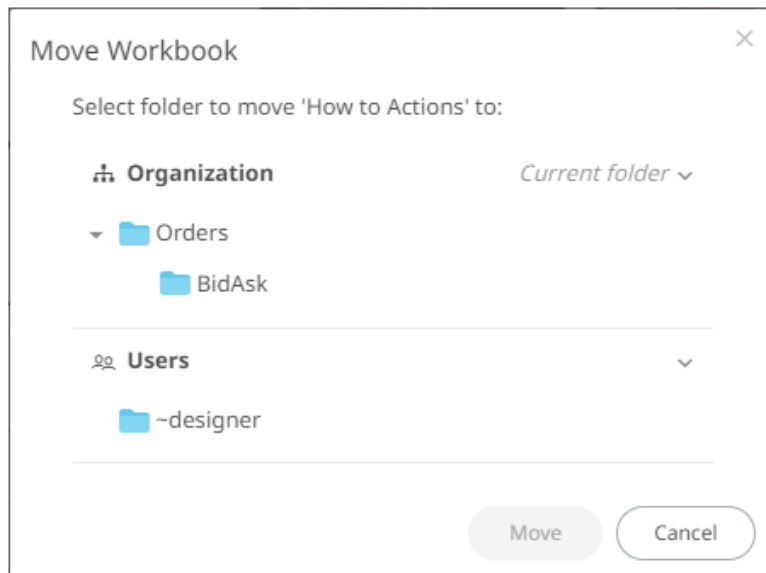 Move Workbook
Select folder to move 'How to Actions' to:
Organization Current folder
Orders
BidAsk
Users
~designer
Move Cancel